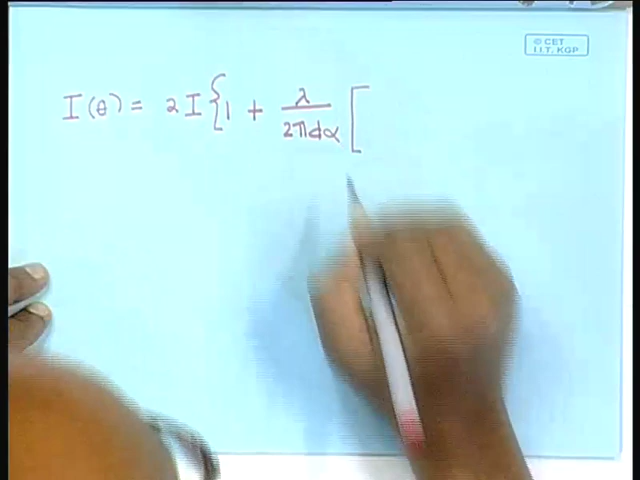 © CET
I.I.T. KGP
I(θ) = 2I{1 + λ/2πdα [